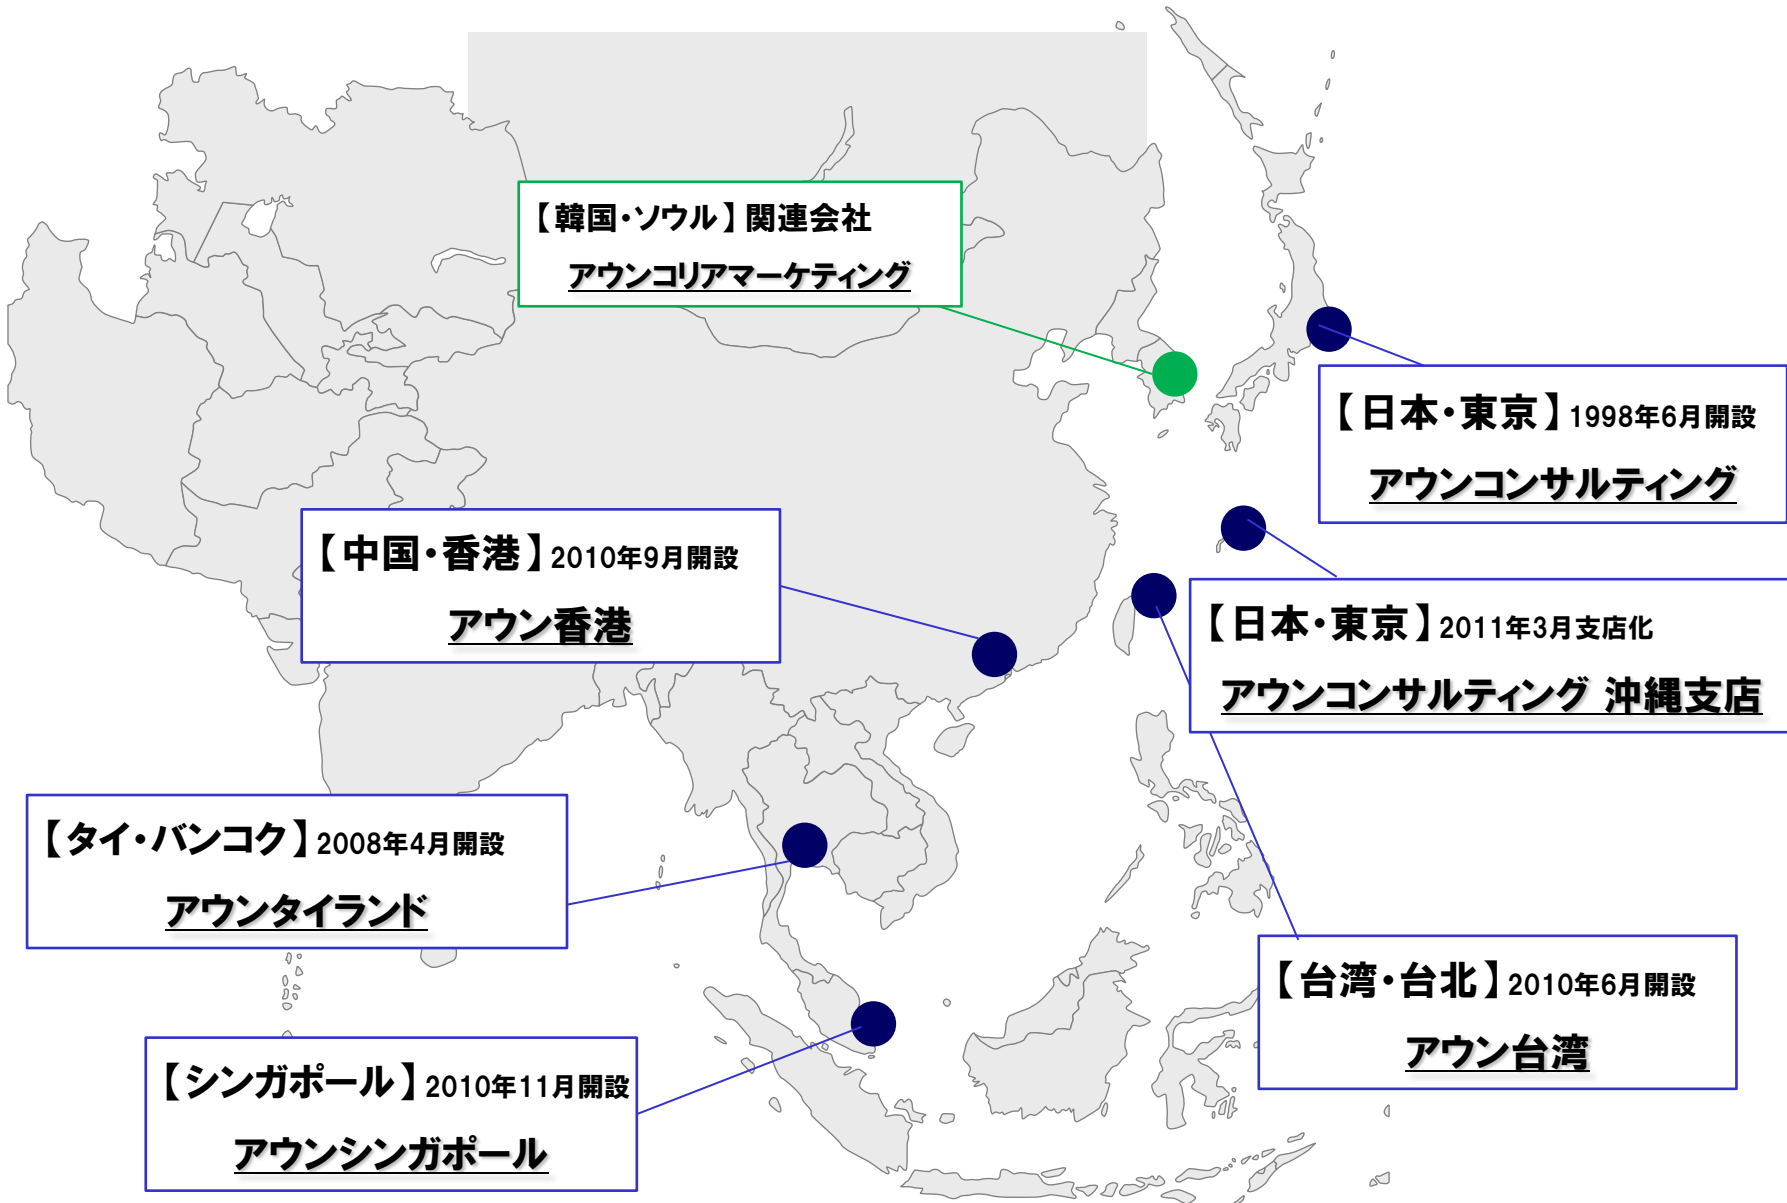 【韓国・ソウル】関連会社
アウンコリアマーケティング
【日本・東京】1998年6月開設
アウンコンサルティング
【中国・香港】2010年9月開設
アウン香港
【日本・東京】2011年3月支店化
アウンコンサルティング 沖縄支店
【タイ・バンコク】2008年4月開設
アウンタイランド
【台湾・台北】2010年6月開設
アウン台湾
【シンガポール】2010年11月開設
アウンシンガポール